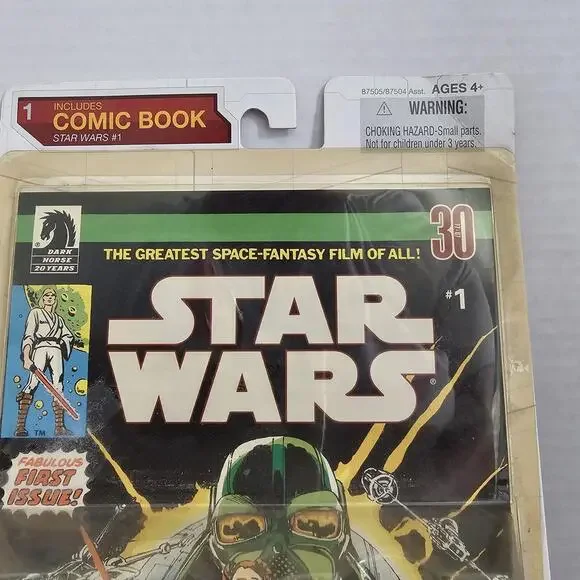 1
INCLUDES
COMIC BOOK
STAR WARS #1
87505/87504 Asst. AGES 4+
WARNING:
CHOKING HAZARD-Small parts.
Not for children under 3 years.
DARK
HORSE
20 YEARS
30
THE GREATEST SPACE-FANTASY FILM OF ALL!
STAR
WARS®
#1
TM
FABULOUS
FIRST
ISSUE!